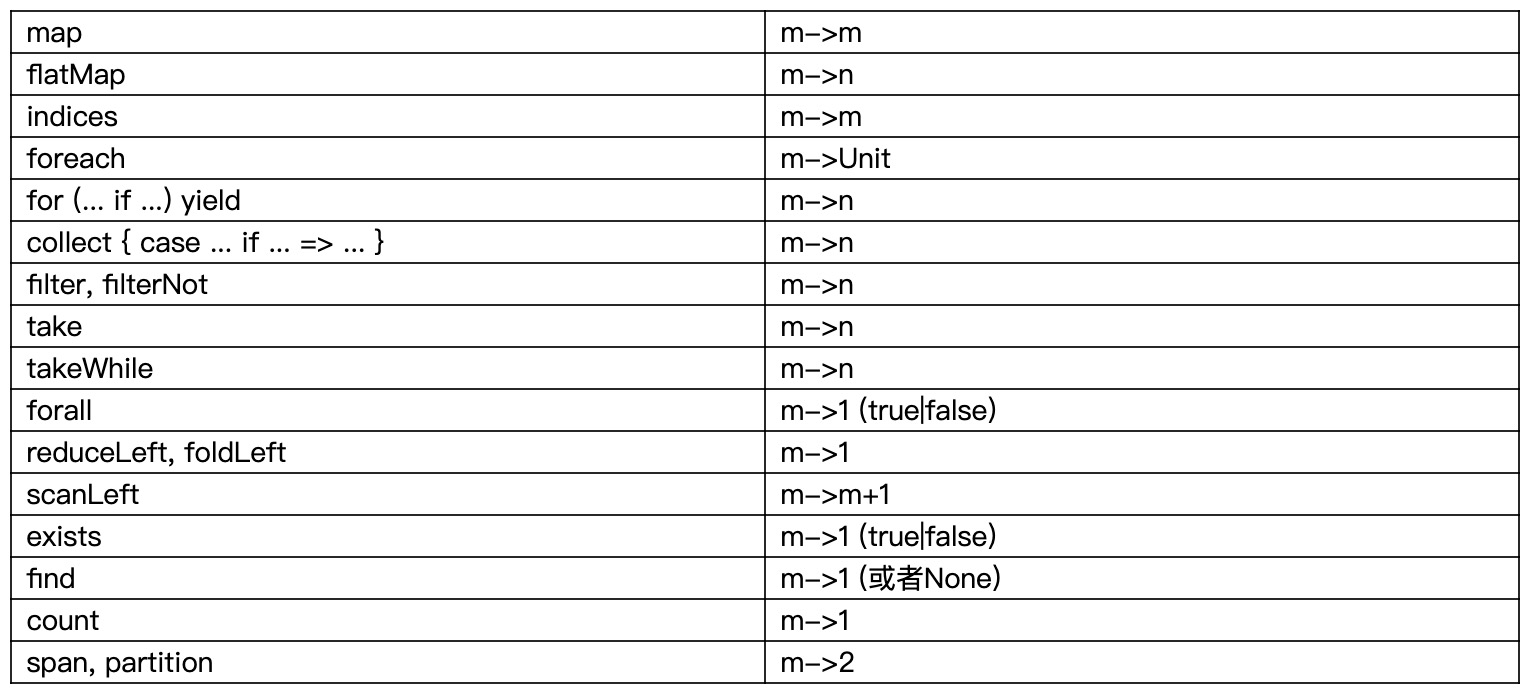 map m->m
flatMap m->n
indices m->m
foreach m->Unit
for (... if ...) yield m->n
collect { case ... if ... => ... } m->n
filter, filterNot m->n
take m->n
takeWhile m->n
forall m->1 (true|false)
reduceLeft, foldLeft m->1
scanLeft m->m+1
exists m->1 (true|false)
find m->1 (或者None)
count m->1
span, partition m->2